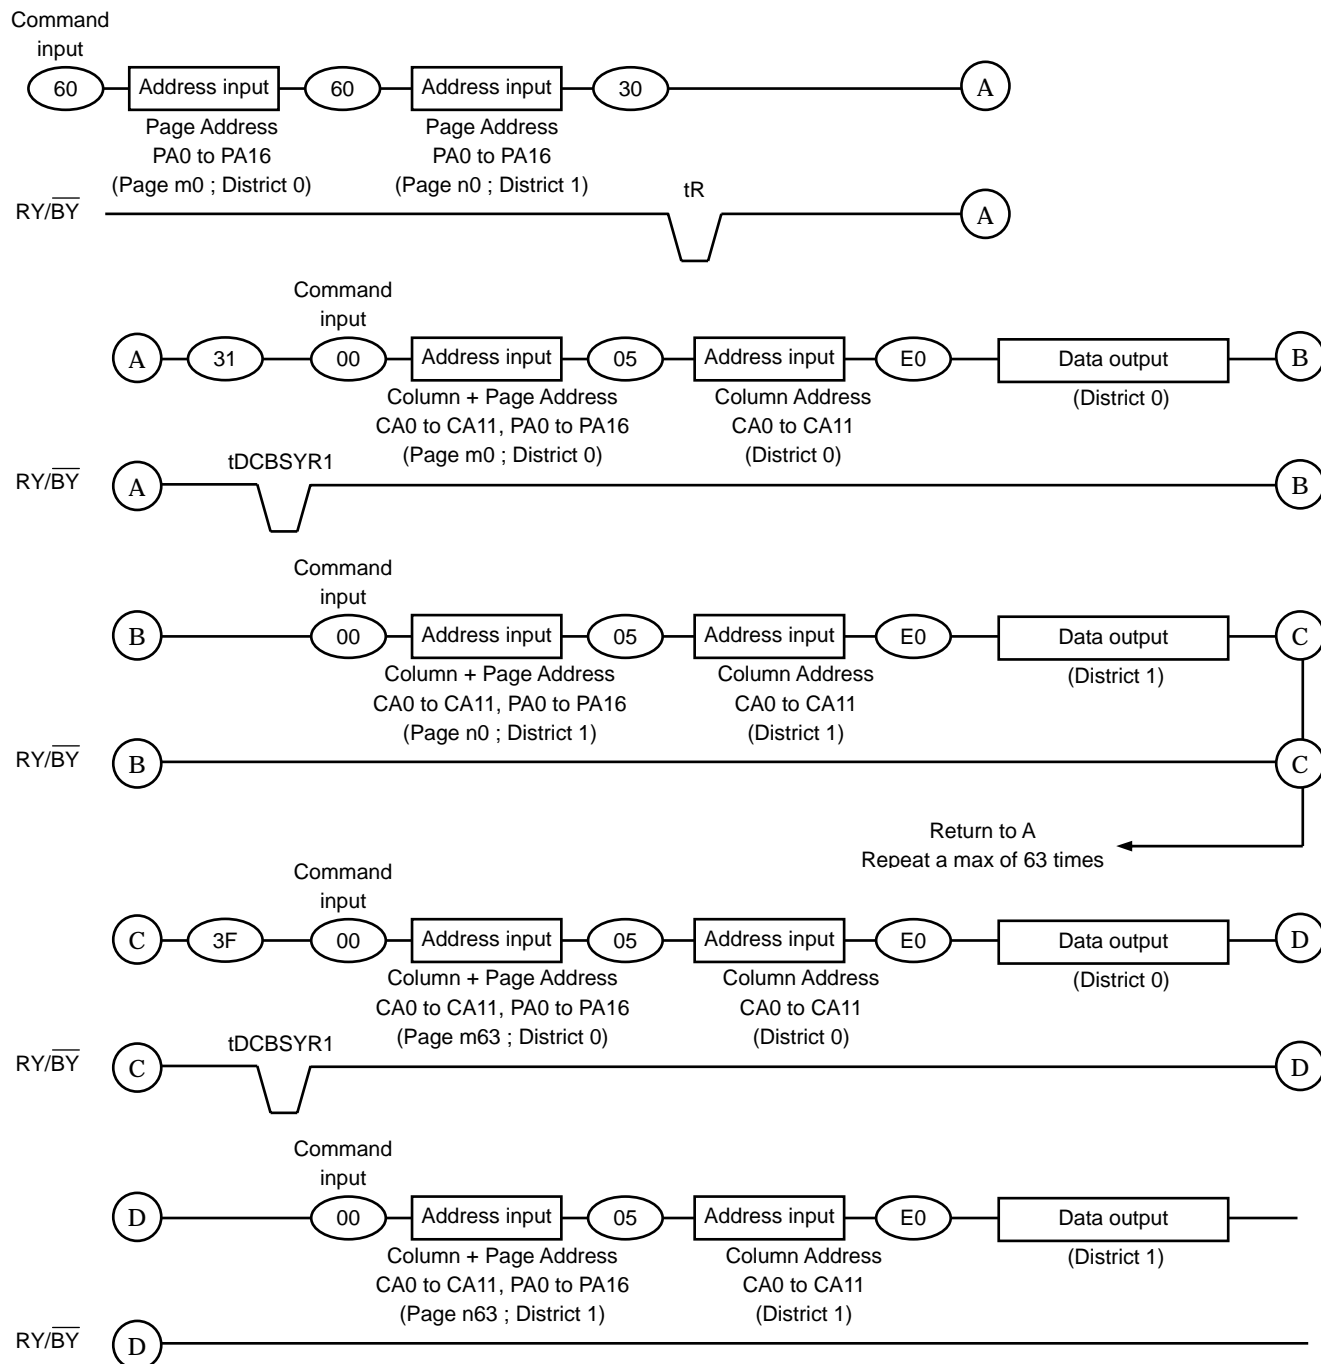 Command
input
60 Address input 60 Address input 30 A
Page Address
PA0 to PA16
(Page m0 ; District 0)
Page Address
PA0 to PA16
(Page n0 ; District 1)
tR
RY/BY A
Command
input
A 31 00 Address input 05 Address input E0 Data output B
Column + Page Address
CA0 to CA11, PA0 to PA16
(Page m0 ; District 0)
Column Address
CA0 to CA11
(District 0)
(District 0)
tDCBSYR1
RY/BY A B
Command
input
B 00 Address input 05 Address input E0 Data output C
Column + Page Address
CA0 to CA11, PA0 to PA16
(Page n0 ; District 1)
Column Address
CA0 to CA11
(District 1)
(District 1)
RY/BY B C
Return to A
Repeat a max of 63 times
Command
input
C 3F 00 Address input 05 Address input E0 Data output D
Column + Page Address
CA0 to CA11, PA0 to PA16
(Page m63 ; District 0)
Column Address
CA0 to CA11
(District 0)
(District 0)
tDCBSYR1
RY/BY C D
Command
input
D 00 Address input 05 Address input E0 Data output
Column + Page Address
CA0 to CA11, PA0 to PA16
(Page n63 ; District 1)
Column Address
CA0 to CA11
(District 1)
(District 1)
RY/BY D